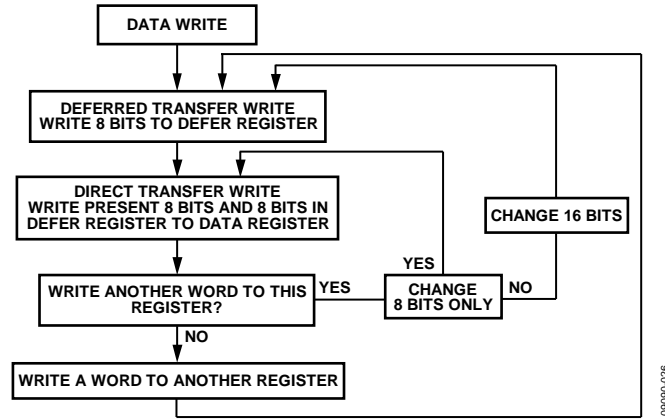 DATA WRITE
DEFERRED TRANSFER WRITE
WRITE 8 BITS TO DEFER REGISTER
DIRECT TRANSFER WRITE
WRITE PRESENT 8 BITS AND 8 BITS IN
DEFER REGISTER TO DATA REGISTER
CHANGE 16 BITS
YES
WRITE ANOTHER WORD TO THIS
REGISTER?
YES
CHANGE
8 BITS ONLY
NO
NO
WRITE A WORD TO ANOTHER REGISTER
09090-026